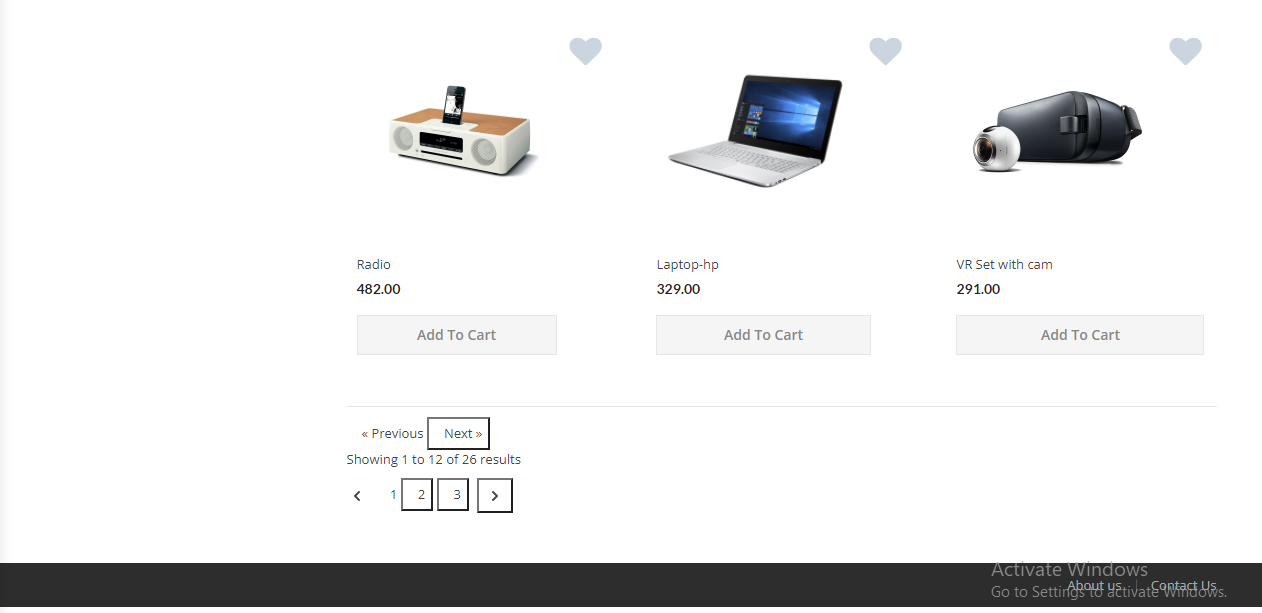 Radio
482.00
Add To Cart
Laptop-hp
329.00
Add To Cart
VR Set with cam
291.00
Add To Cart
« Previous Next »
Showing 1 to 12 of 26 results
1 2 3
Activate Windows
About us | Contact Us
Go to Settings to activate Windows.